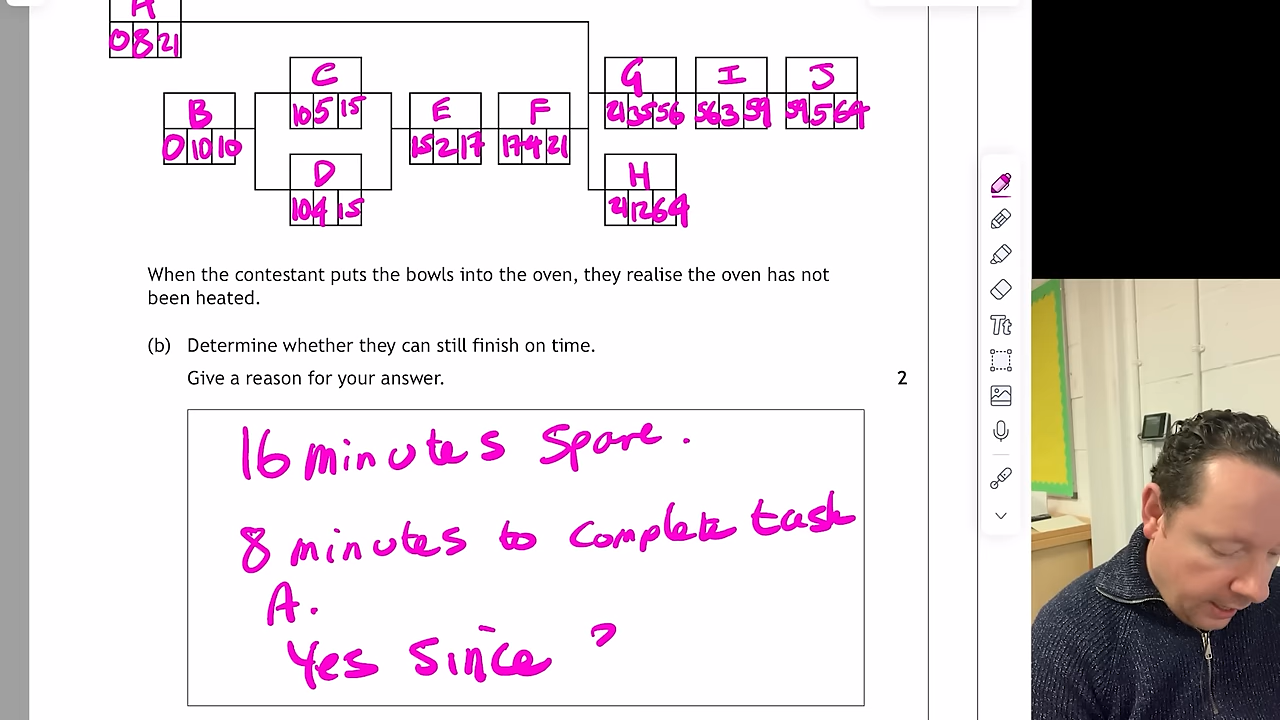 A
0 8 21
C
G I J
10 5 15
21 35 56 56 3 59 59 5 64
B
E F
0 10 10
15 2 17 17 4 21
D
H
10 4 15
21 12 64
When the contestant puts the bowls into the oven, they realise the oven has not
been heated.
(b) Determine whether they can still finish on time.
Give a reason for your answer.
2
16 minutes spare.
8 minutes to complete task
A.
Yes since
Tt